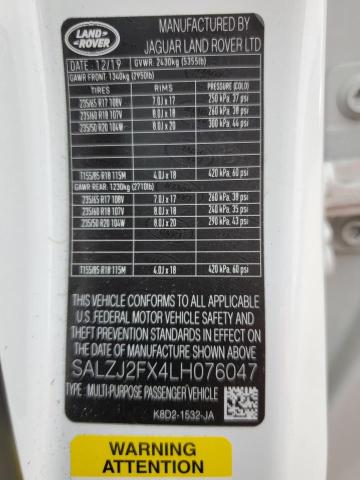 LAND
ROVER
MANUFACTURED BY
JAGUAR LAND ROVER LTD
DATE 12/19 GVWR: 2430kg (5355lb)
GAWR FRONT: 1340kg (2950lb)
TIRES RIMS PRESSURE (COLD)
235/65 R17 108V 7.0J x 17 250 kPa, 37 psi
235/60 R18 107V 8.0J x 18 260 kPa, 38 psi
235/50 R20 104W 8.0J x 20 300 kPa, 44 psi
T155/85 R18 115M 4.0J x 18 420 kPa, 60 psi
GAWR REAR: 1230kg (2710lb)
235/65 R17 108V 7.0J x 17 260 kPa, 38 psi
235/60 R18 107V 8.0J x 18 240 kPa, 35 psi
235/50 R20 104W 8.0J x 20 290 kPa, 43 psi
T155/85 R18 115M 4.0J x 18 420 kPa, 60 psi
THIS VEHICLE CONFORMS TO ALL APPLICABLE
U.S. FEDERAL MOTOR VEHICLE SAFETY STANDARDS
IN EFFECT ON THE DATE OF MANUFACTURE SHOWN ABOVE
SALZJ2FX4LH076047
TYPE: MULTI-PURPOSE PASSENGER VEHICLE
K8D2-1532-JA
WARNING
ATTENTION